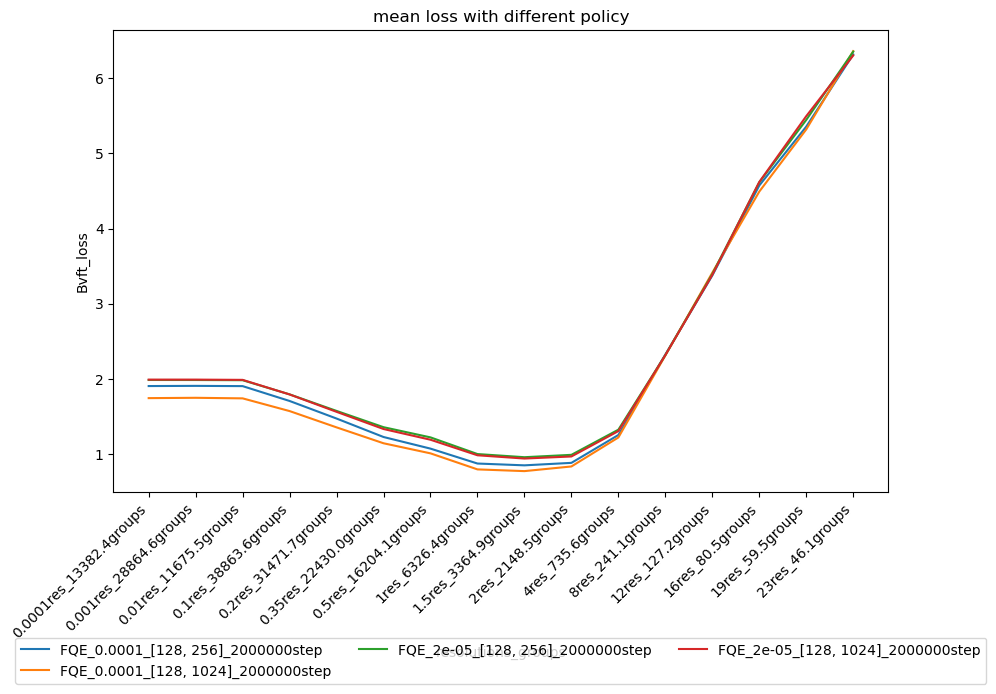 mean loss with different policy
Bvft_loss
6
5
4
3
2
1
0.0001res_13382.4groups
0.001res_28864.6groups
0.01res_11675.5groups
0.1res_38863.6groups
0.2res_31471.7groups
0.35res_22430.0groups
0.5res_16204.1groups
1res_6326.4groups
1.5res_3364.9groups
2res_2148.5groups
4res_735.6groups
8res_241.1groups
12res_127.2groups
16res_80.5groups
19res_59.5groups
23res_46.1groups
FQE_0.0001_[128, 256]_2000000step
FQE_0.0001_[128, 1024]_2000000step
FQE_2e-05_[128, 256]_2000000step
FQE_2e-05_[128, 1024]_2000000step